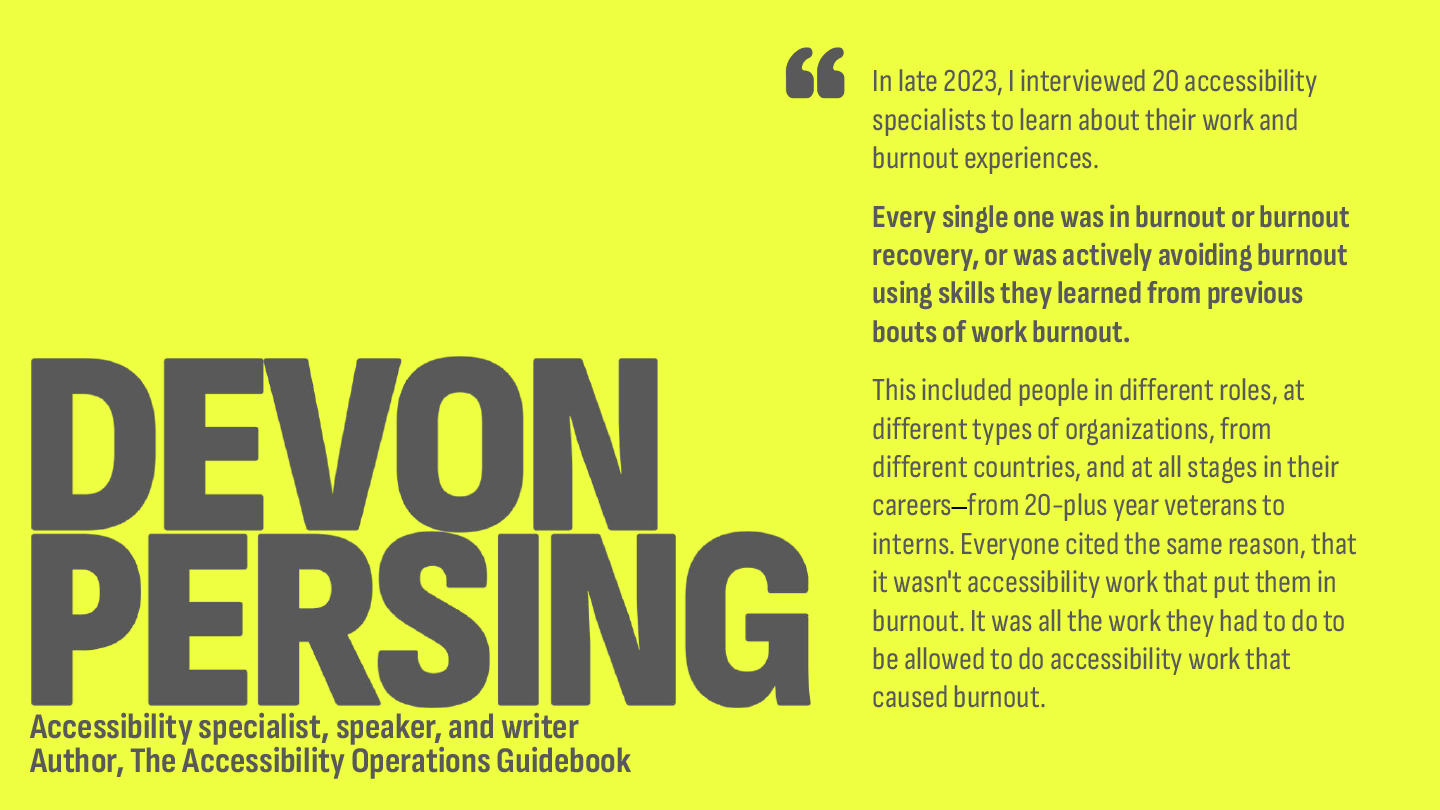 DEVON
PERSING
Accessibility specialist, speaker, and writer
Author, The Accessibility Operations Guidebook
“
In late 2023, I interviewed 20 accessibility
specialists to learn about their work and
burnout experiences.
Every single one was in burnout or burnout
recovery, or was actively avoiding burnout
using skills they learned from previous
bouts of work burnout.
This included people in different roles, at
different types of organizations, from
different countries, and at all stages in their
careers—from 20-plus year veterans to
interns. Everyone cited the same reason, that
it wasn't accessibility work that put them in
burnout. It was all the work they had to do to
be allowed to do accessibility work that
caused burnout.